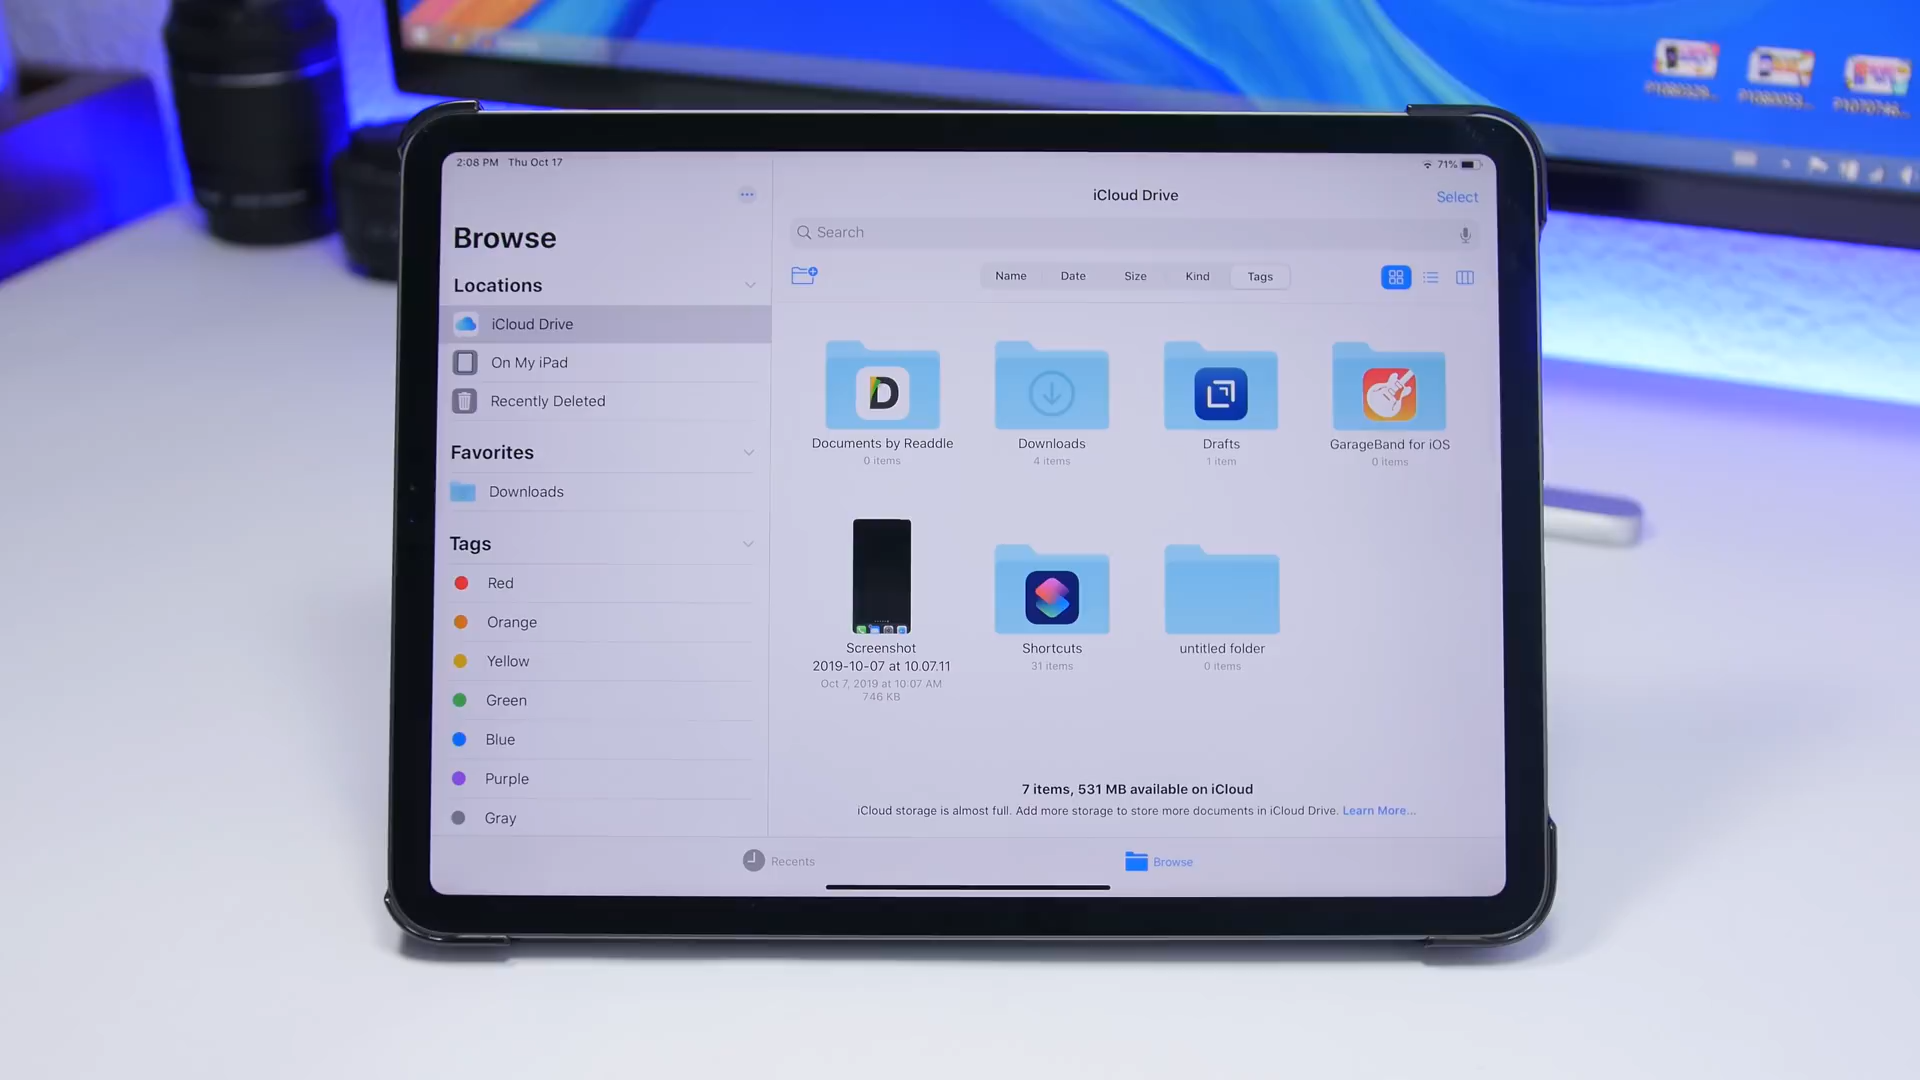 2:08 PM Thu Oct 17
71%
Browse
Locations
iCloud Drive
On My iPad
Recently Deleted
Favorites
Downloads
Tags
Red
Orange
Yellow
Green
Blue
Purple
Gray
iCloud Drive
Select
Search
Name Date Size Kind Tags
Documents by Readdle
0 items
Downloads
4 items
Drafts
1 item
GarageBand for iOS
0 items
Screenshot
2019-10-07 at 10.07.11
Oct 7, 2019 at 10:07 AM
746 KB
Shortcuts
31 items
untitled folder
0 items
7 items, 531 MB available on iCloud
iCloud storage is almost full. Add more storage to store more documents in iCloud Drive. Learn More...
Recents
Browse